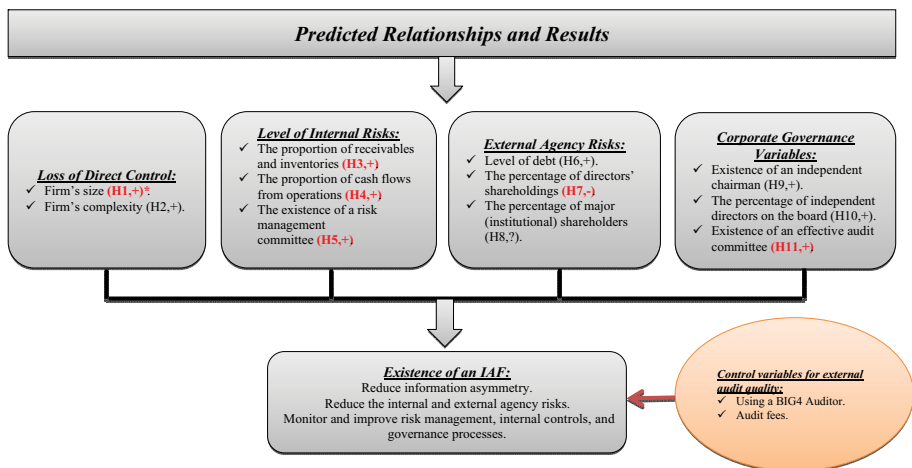 Predicted Relationships and Results
Loss of Direct Control:
✓ Firm's size (H1,+)*.
✓ Firm's complexity (H2,+).
Level of Internal Risks:
✓ The proportion of receivables
and inventories (H3,+)
✓ The proportion of cash flows
from operations (H4,+)
✓ The existence of a risk
management
committee (H5,+)
External Agency Risks:
✓ Level of debt (H6,+).
✓ The percentage of directors'
shareholdings (H7,-)
✓ The percentage of major
(institutional) shareholders
(H8,?).
Corporate Governance
Variables:
✓ Existence of an independent
chairman (H9,+).
✓ The percentage of independent
directors on the board (H10,+).
✓ Existence of an effective audit
committee (H11,+)
Existence of an IAF:
Reduce information asymmetry.
Reduce the internal and external agency risks.
Monitor and improve risk management, internal controls, and
governance processes.
Control variables for external
audit quality:
✓ Using a BIG4 Auditor.
✓ Audit fees.